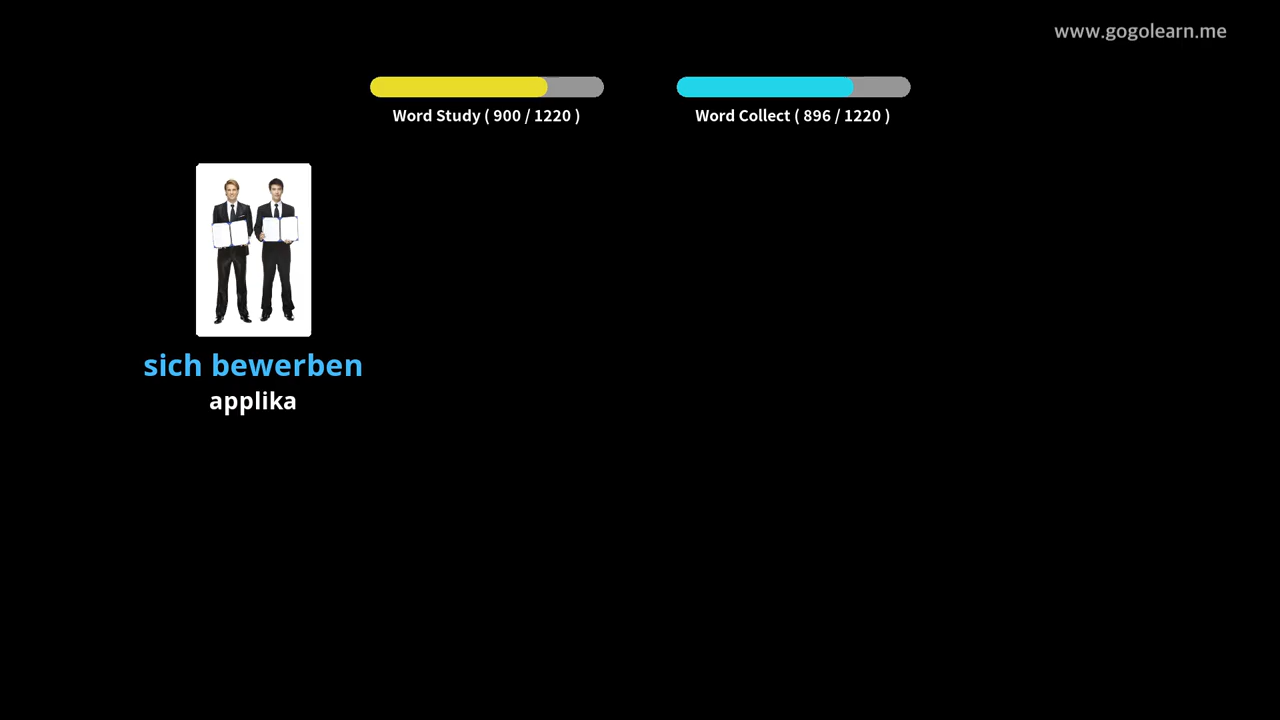 www.gogolearn.me
Word Study ( 900 / 1220 )
Word Collect ( 896 / 1220 )
sich bewerben
applika